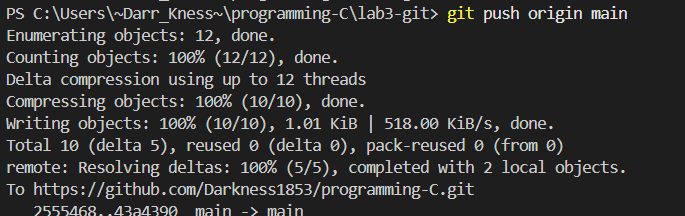 PS C:\Users\~Darr_Kness~\programming-C\lab3-git> git push origin main
Enumerating objects: 12, done.
Counting objects: 100% (12/12), done.
Delta compression using up to 12 threads
Compressing objects: 100% (10/10), done.
Writing objects: 100% (10/10), 1.01 KiB | 518.00 KiB/s, done.
Total 10 (delta 5), reused 0 (delta 0), pack-reused 0 (from 0)
remote: Resolving deltas: 100% (5/5), completed with 2 local objects.
To https://github.com/Darkness1853/programming-C.git
   2555468..43a4390  main -> main